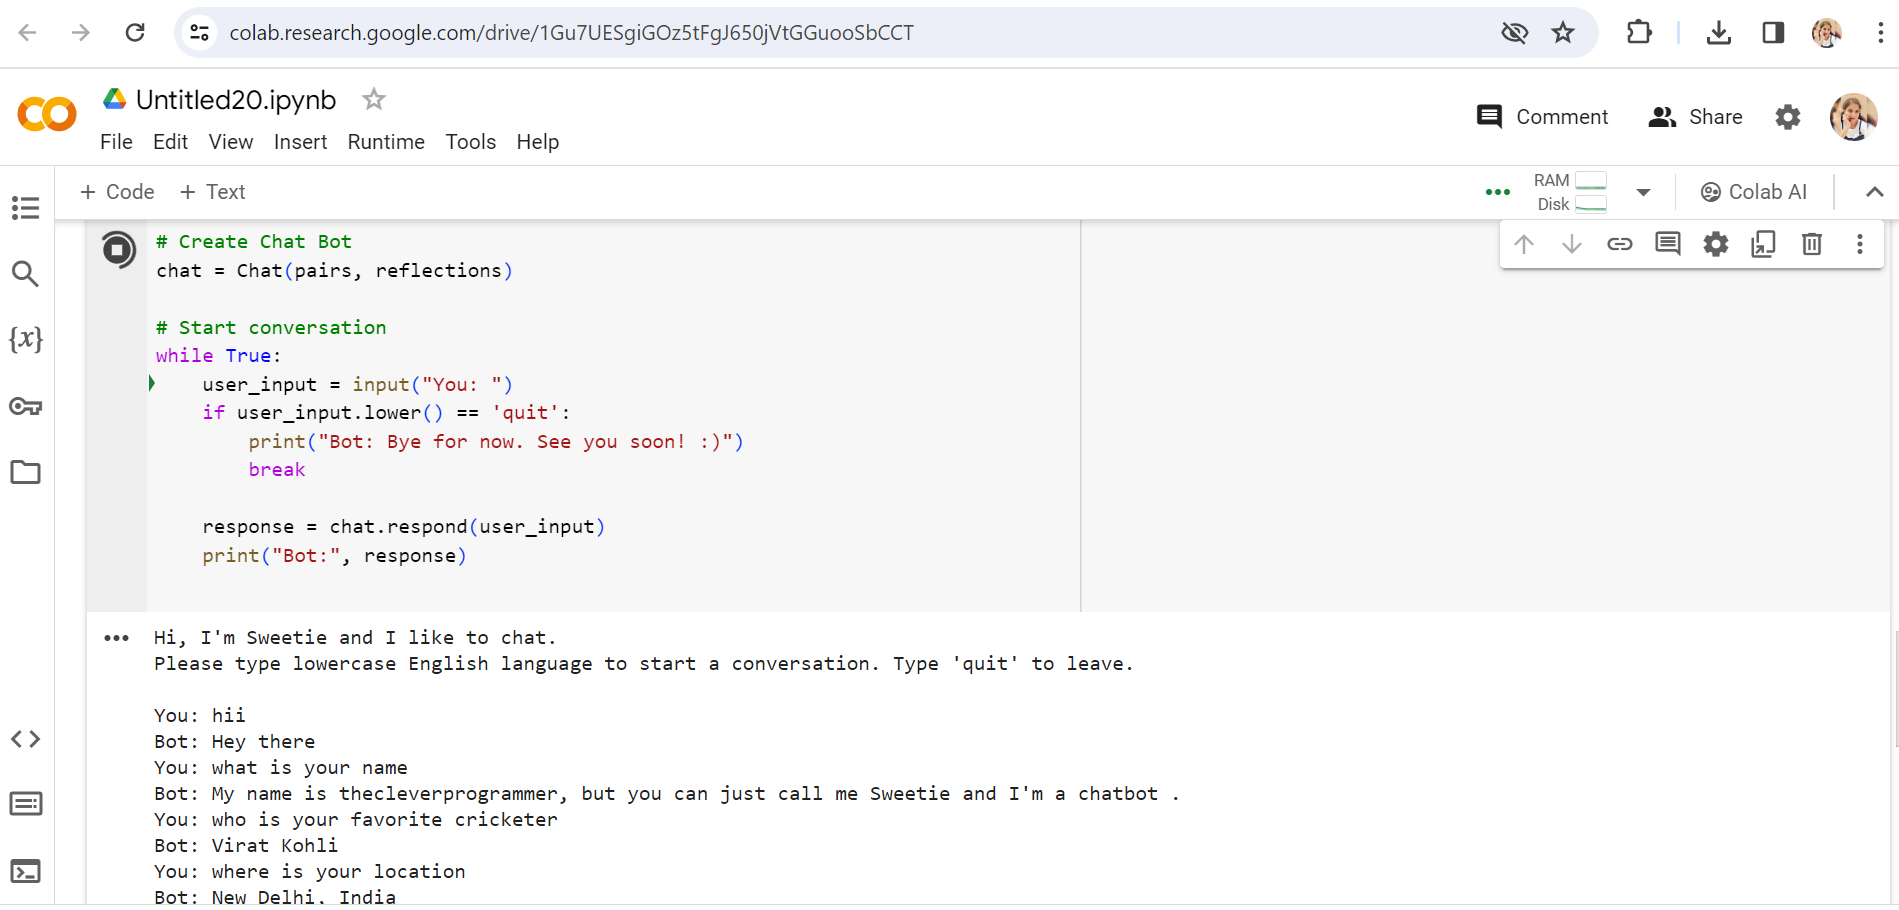 colab.research.google.com/drive/1Gu7UESgiGOz5tFgJ650jVtGGuooSbCCT
Untitled20.ipynb
File Edit View Insert Runtime Tools Help
Comment Share
+ Code + Text
RAM
Disk
Colab AI
# Create Chat Bot
chat = Chat(pairs, reflections)
# Start conversation
while True:
    user_input = input("You: ")
    if user_input.lower() == 'quit':
        print("Bot: Bye for now. See you soon! :)")
        break
    response = chat.respond(user_input)
    print("Bot:", response)
Hi, I'm Sweetie and I like to chat.
Please type lowercase English language to start a conversation. Type 'quit' to leave.
You: hii
Bot: Hey there
You: what is your name
Bot: My name is thecleverprogrammer, but you can just call me Sweetie and I'm a chatbot .
You: who is your favorite cricketer
Bot: Virat Kohli
You: where is your location
Bot: New Delhi, India